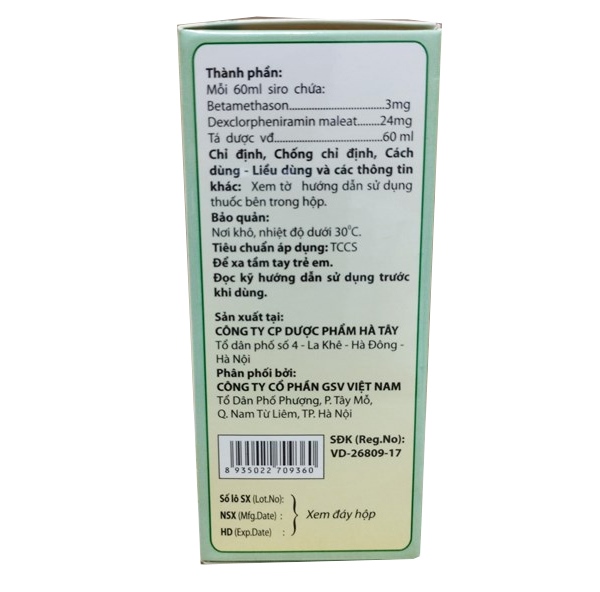 Thành phần:
Mỗi 60ml siro chứa:
Betamethason.......................3mg
Dexclorpheniramin maleat........24mg
Tá dược vđ...........................60 ml
Chỉ định, Chống chỉ định, Cách
dùng - Liều dùng và các thông tin
khác: Xem tờ hướng dẫn sử dụng
thuốc bên trong hộp.
Bảo quản:
Nơi khô, nhiệt độ dưới 30⁰C.
Tiêu chuẩn áp dụng: TCCS
Để xa tầm tay trẻ em.
Đọc kỹ hướng dẫn sử dụng trước
khi dùng.
Sản xuất tại:
CÔNG TY CP DƯỢC PHẨM HÀ TÂY
Tổ dân phố số 4 - La Khê - Hà Đông -
Hà Nội
Phân phối bởi:
CÔNG TY CỔ PHẦN GSV VIỆT NAM
Tổ Dân Phố Phượng, P. Tây Mỗ,
Q. Nam Từ Liêm, TP. Hà Nội
SĐK (Reg.No):
VD-26809-17
8 935022 709360
Số lô SX (Lot.No):
NSX (Mfg.Date) :
HD (Exp.Date) :
Xem đáy hộp